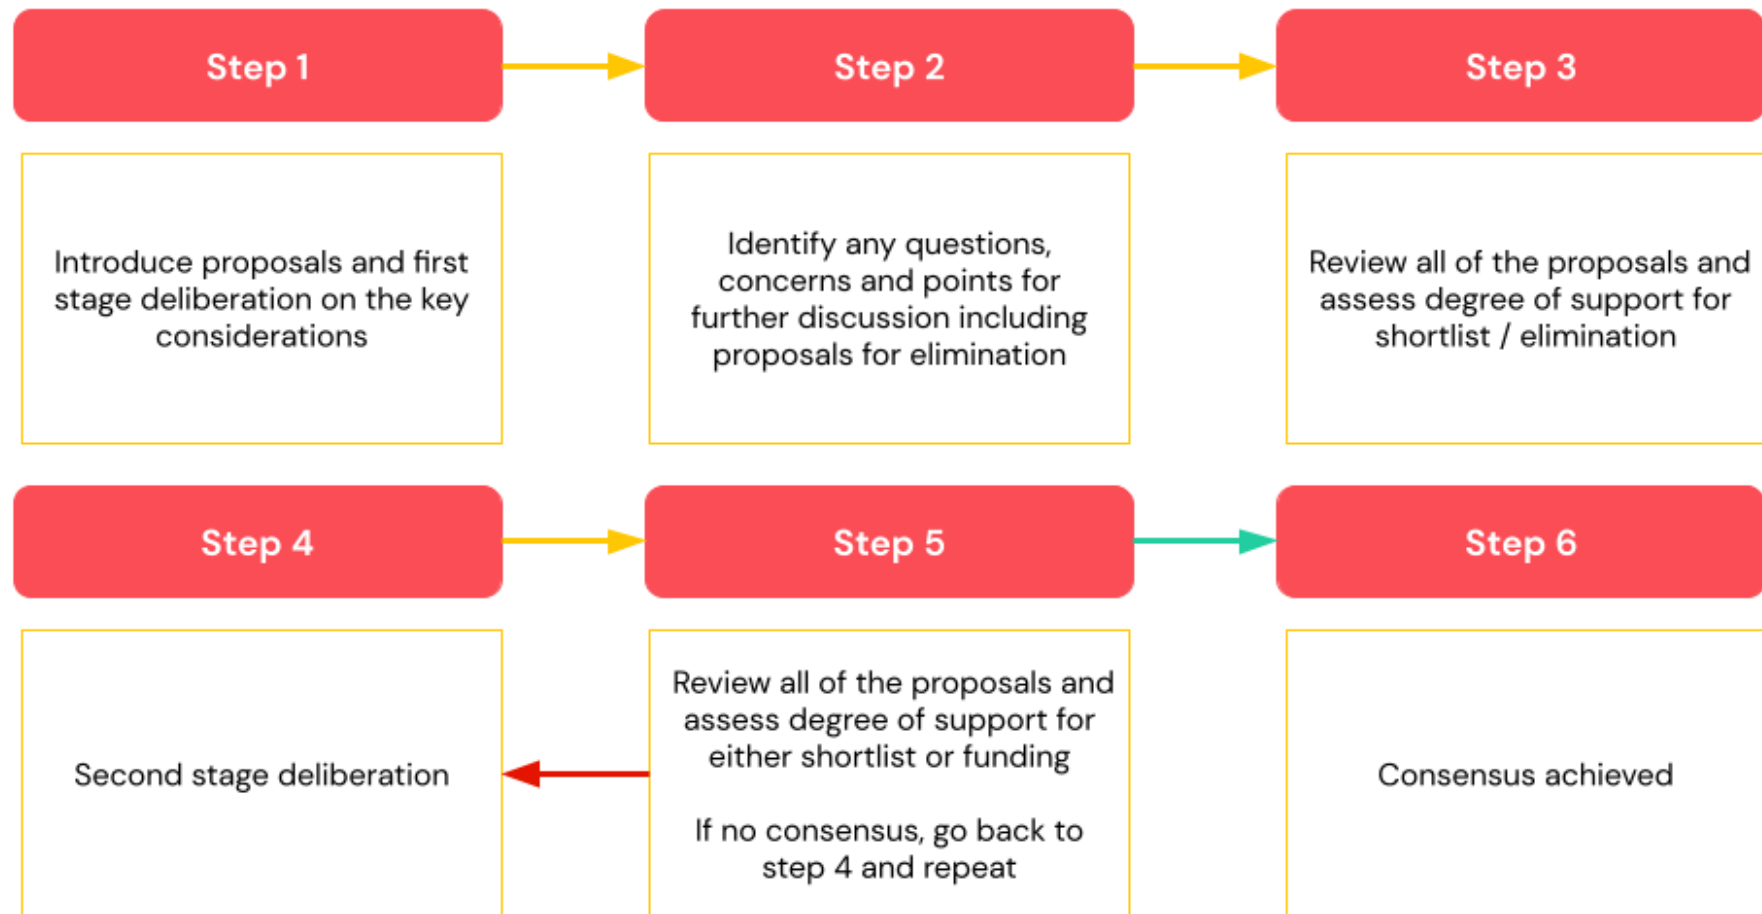 Step 1
Step 2
Step 3
Introduce proposals and first
stage deliberation on the key
considerations
Identify any questions,
concerns and points for
further discussion including
proposals for elimination
Review all of the proposals and
assess degree of support for
shortlist / elimination
Step 4
Step 5
Step 6
Second stage deliberation
Review all of the proposals and
assess degree of support for
either shortlist or funding
If no consensus, go back to
step 4 and repeat
Consensus achieved